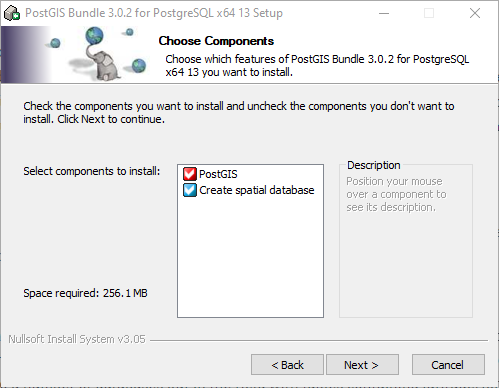 PostGIS Bundle 3.0.2 for PostgreSQL x64 13 Setup
Choose Components
Choose which features of PostGIS Bundle 3.0.2 for PostgreSQL
x64 13 you want to install.
Check the components you want to install and uncheck the components you don't want to
install. Click Next to continue.
Select components to install:
PostGIS
Create spatial database
Description
Position your mouse
over a component to
see its description.
Space required: 256.1 MB
Nullsoft Install System v3.05
< Back
Next >
Cancel